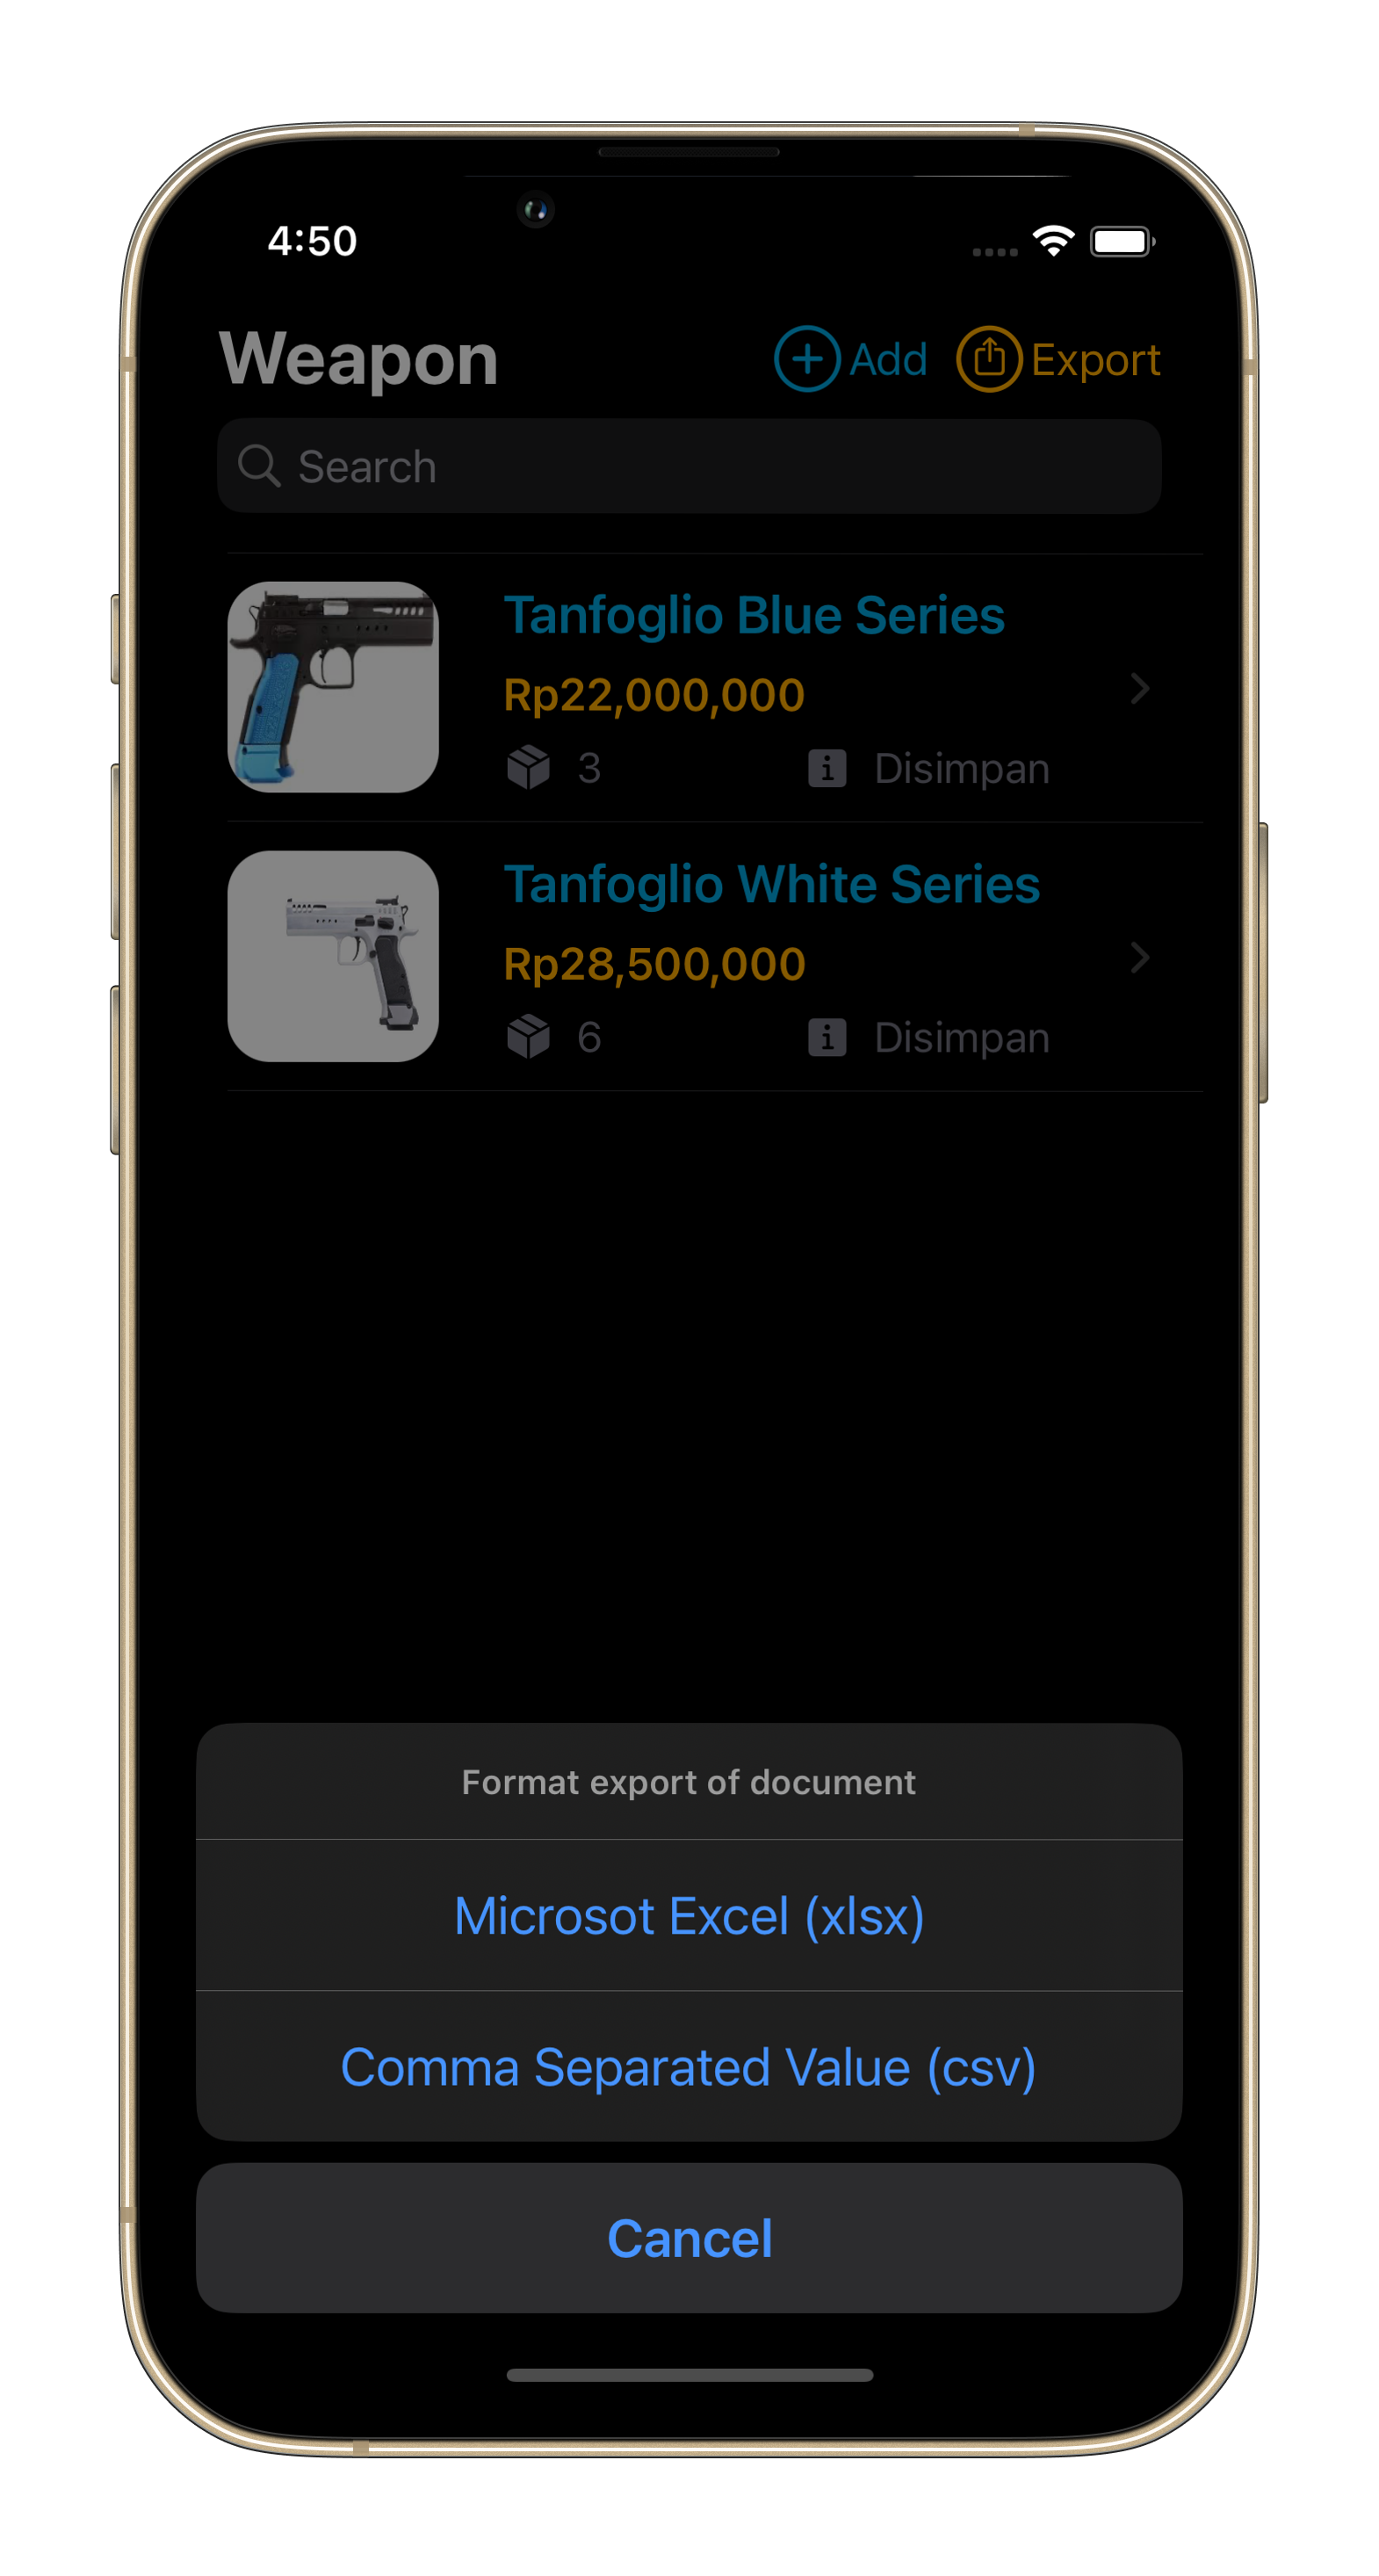 4:50
Weapon
Add
Export
Search
Tanfoglio Blue Series
Rp22,000,000
3
Disimpan
Tanfoglio White Series
Rp28,500,000
6
Disimpan
Format export of document
Microsot Excel (xlsx)
Comma Separated Value (csv)
Cancel